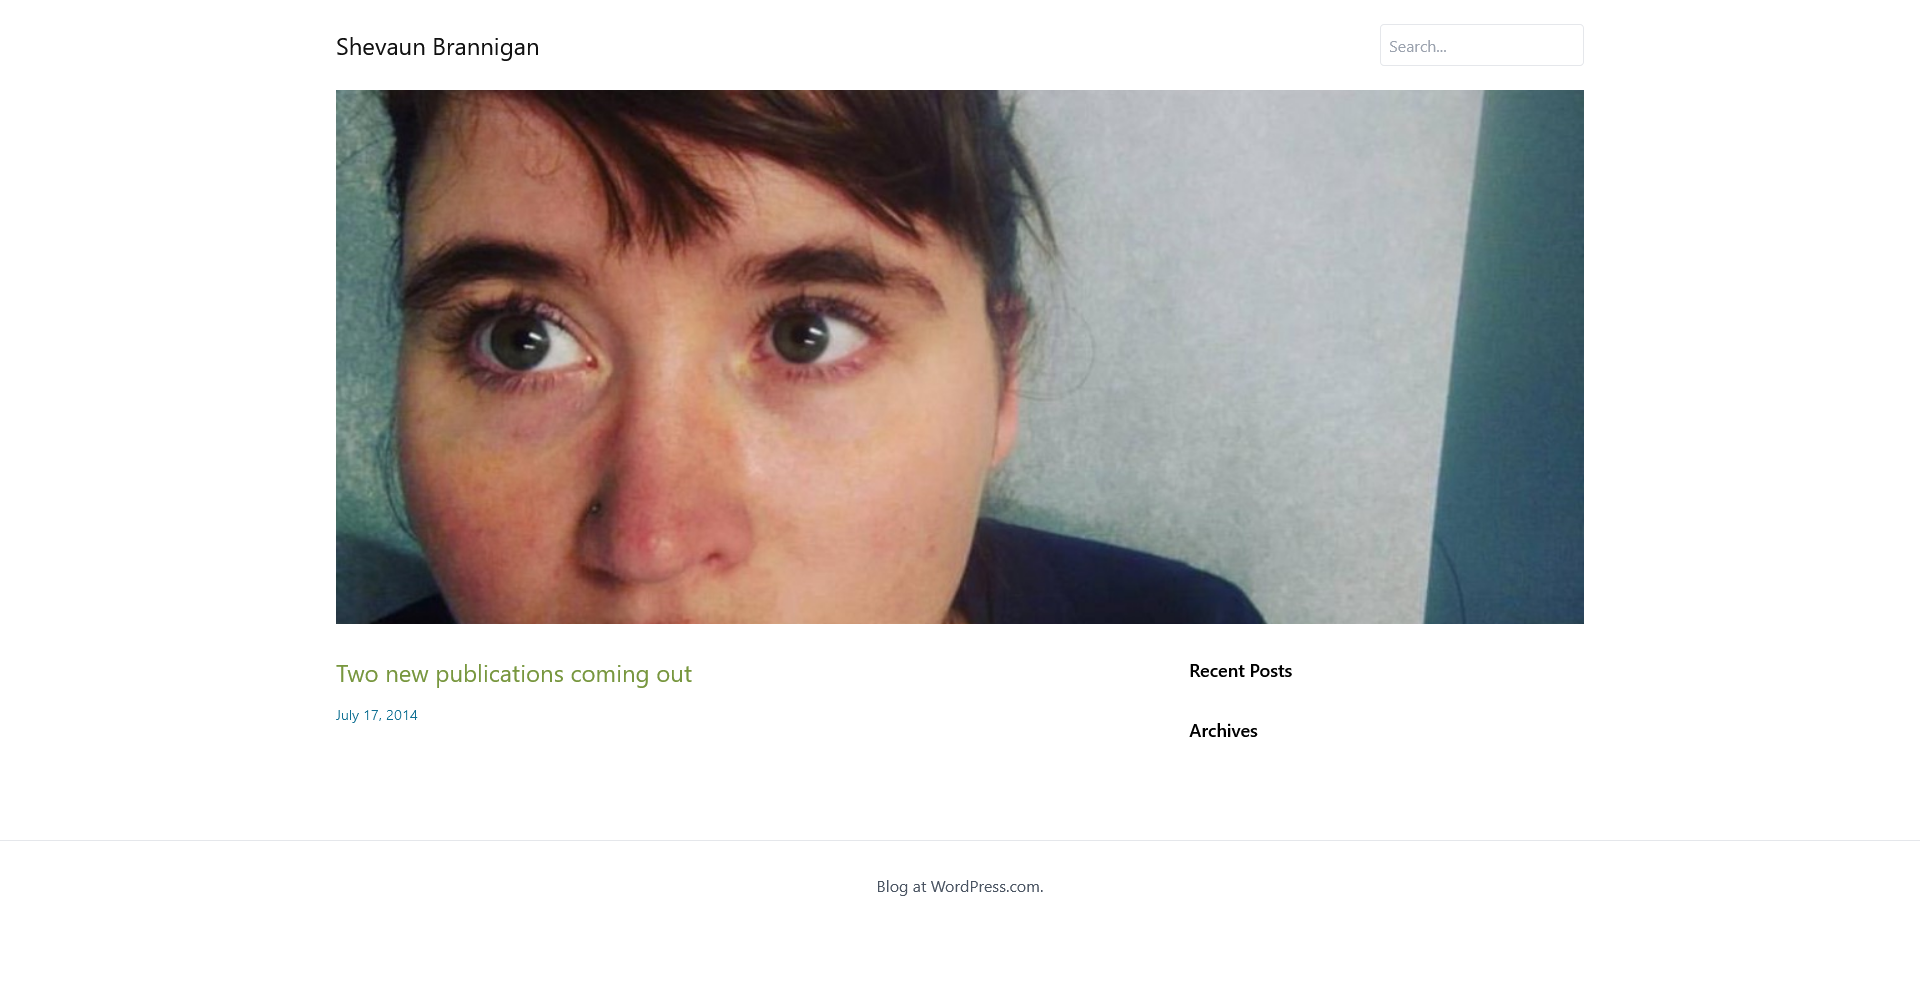 Shevaun Brannigan
Search...
Two new publications coming out
July 17, 2014
Recent Posts
Archives
Blog at WordPress.com.